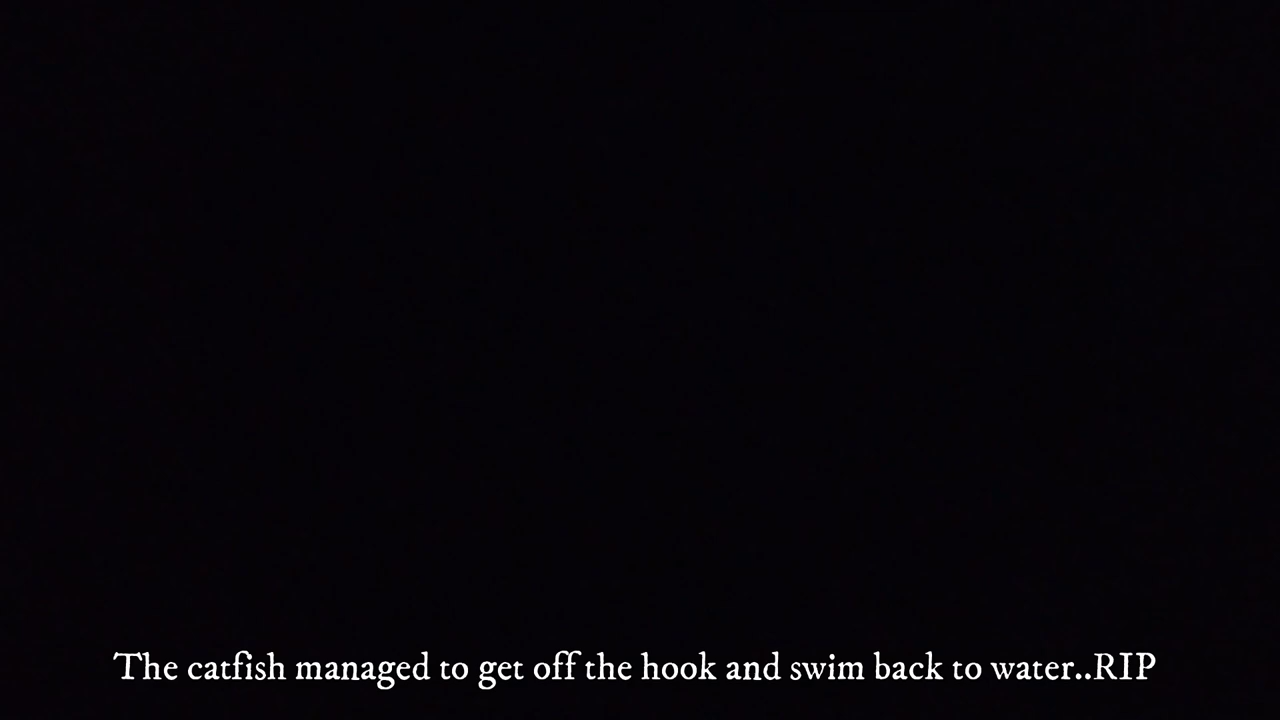 The catfish managed to get off the hook and swim back to water..RIP